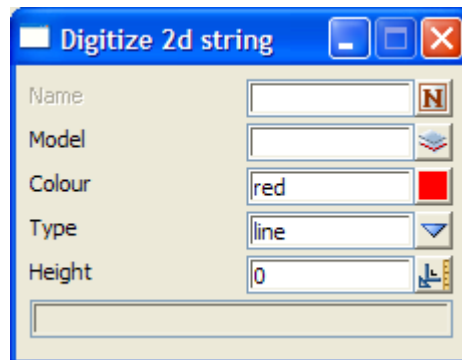 Digitize 2d string
Name N
Model
Colour red
Type line
Height 0